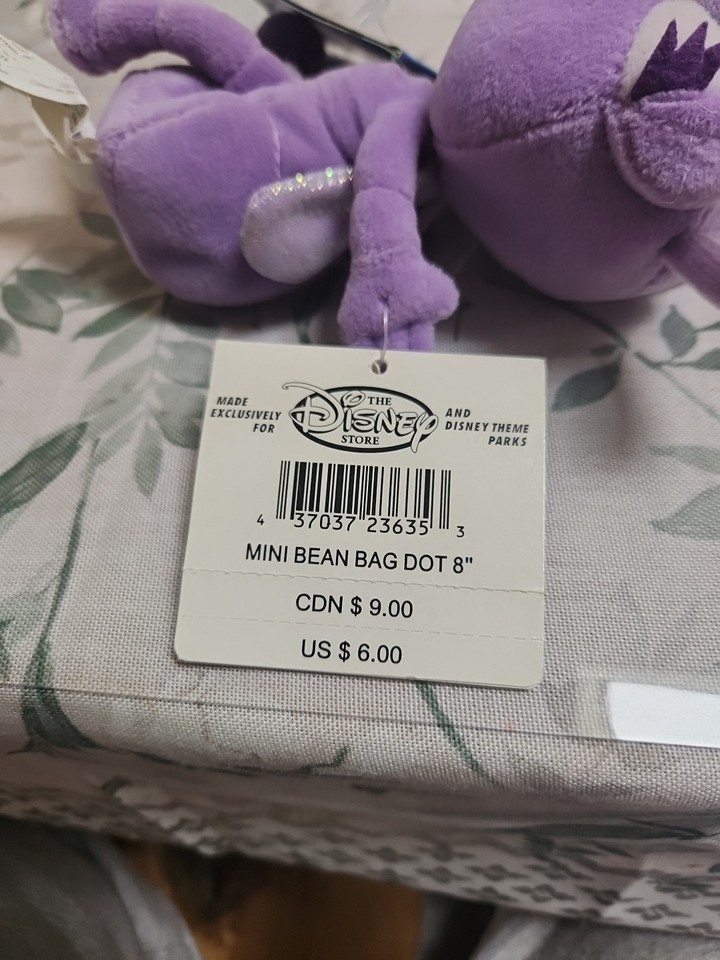 MADE
EXCLUSIVELY
FOR
THE
Disney
STORE
AND
DISNEY THEME
PARKS
4 37037 23635 3
MINI BEAN BAG DOT 8"
CDN $ 9.00
US $ 6.00